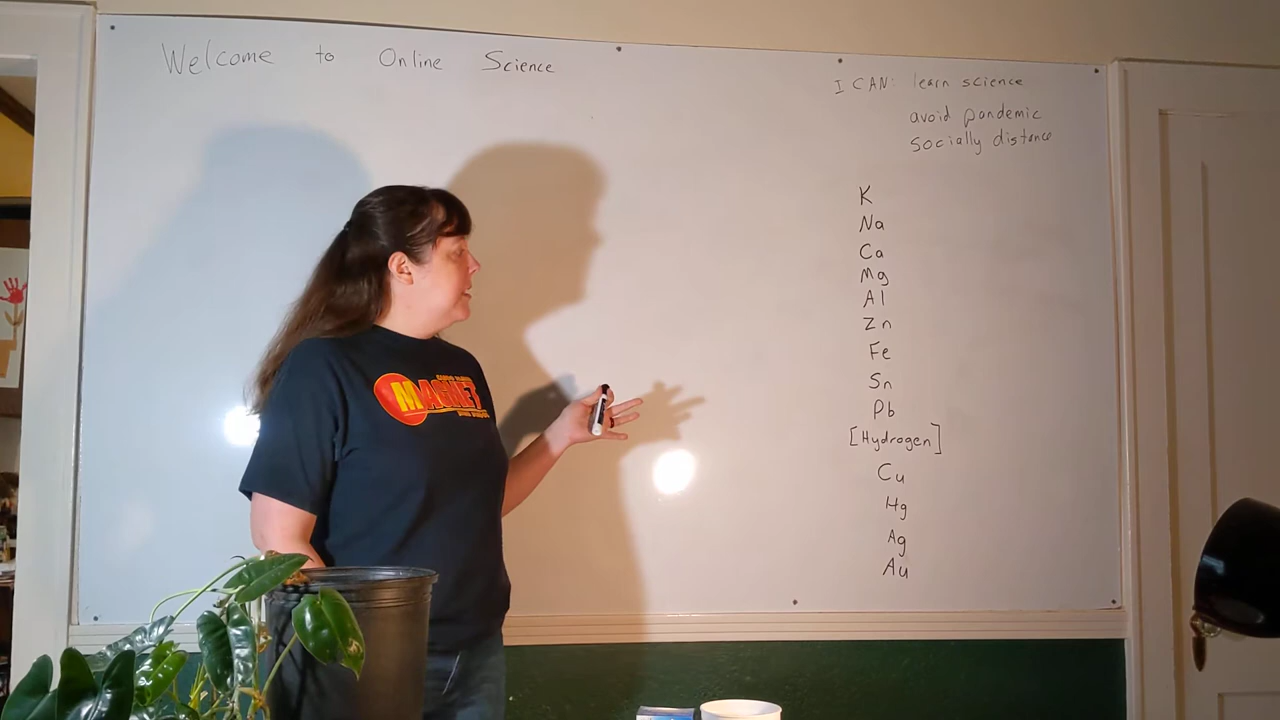 Welcome to Online Science
I CAN: learn science
avoid pandemic
socially distance
K
Na
Ca
Mg
Al
Zn
Fe
Sn
Pb
[Hydrogen]
Cu
Hg
Ag
Au
MAGNET